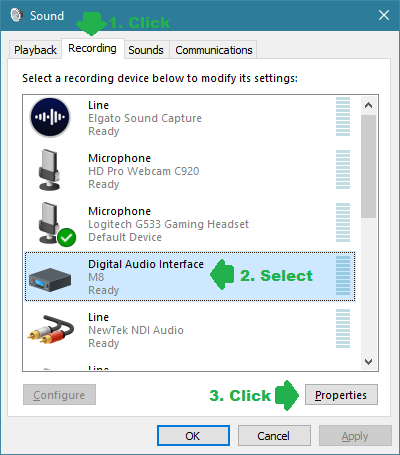 Sound
1. Click
Playback Recording Sounds Communications
Select a recording device below to modify its settings:
Line
Elgato Sound Capture
Ready
Microphone
HD Pro Webcam C920
Ready
Microphone
Logitech G533 Gaming Headset
Default Device
Digital Audio Interface
M8
Ready
2. Select
Line
NewTek NDI Audio
Ready
Line
3. Click
Configure Properties
OK Cancel Apply